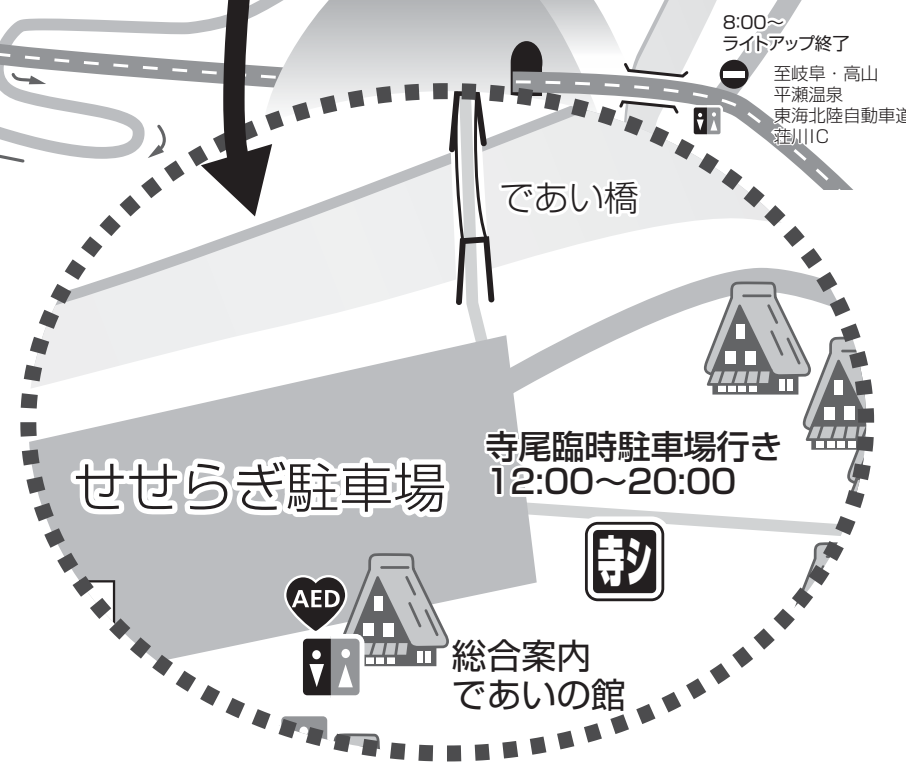 8:00～
ライトアップ終了
至岐阜・高山
平瀬温泉
東海北陸自動車道
荘川IC
であい橋
寺尾臨時駐車場行き
12:00～20:00
せせらぎ駐車場
寺シ
AED
総合案内
であいの館